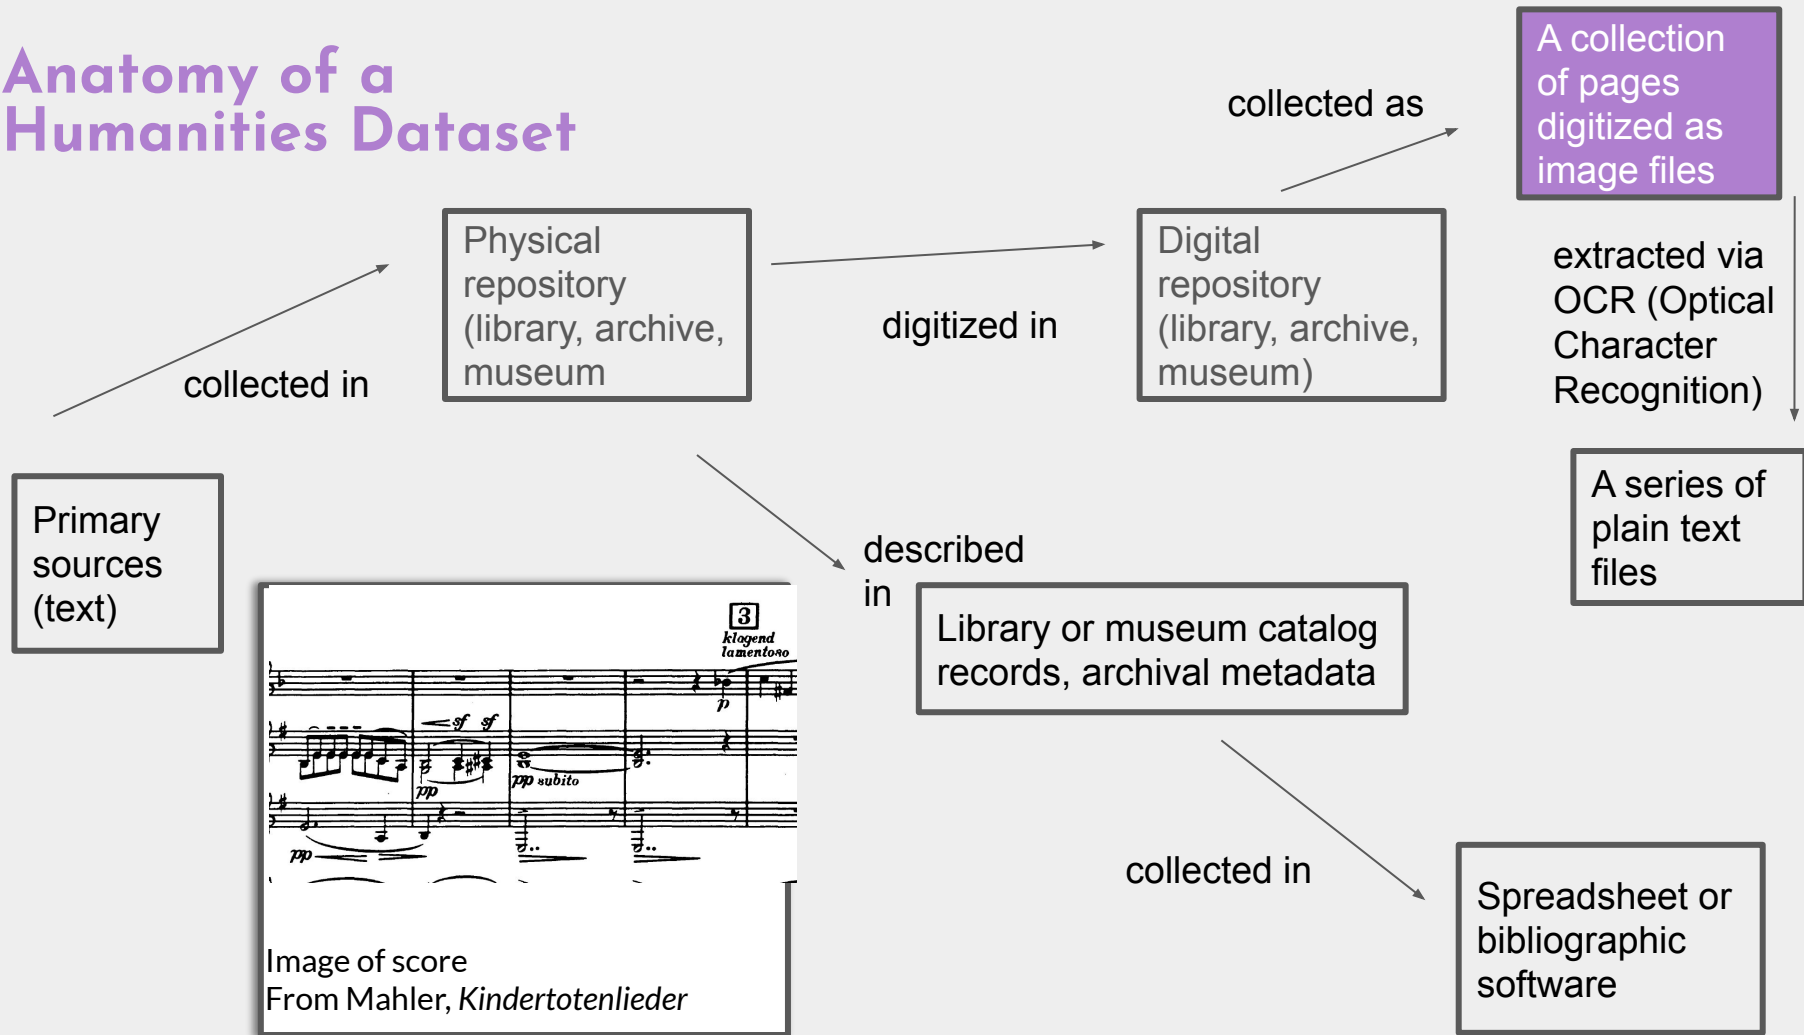 Anatomy of a
Humanities Dataset
collected as
A collection
of pages
digitized as
image files
Physical
repository
(library, archive,
museum
digitized in
Digital
repository
(library, archive,
museum)
extracted via
OCR (Optical
Character
Recognition)
collected in
Primary
sources
(text)
described
in
A series of
plain text
files
Library or museum catalog
records, archival metadata
3
klagend
lamentoso
p
sf sf
pp
pp subito
pp
Image of score
From Mahler, Kindertotenlieder
collected in
Spreadsheet or
bibliographic
software